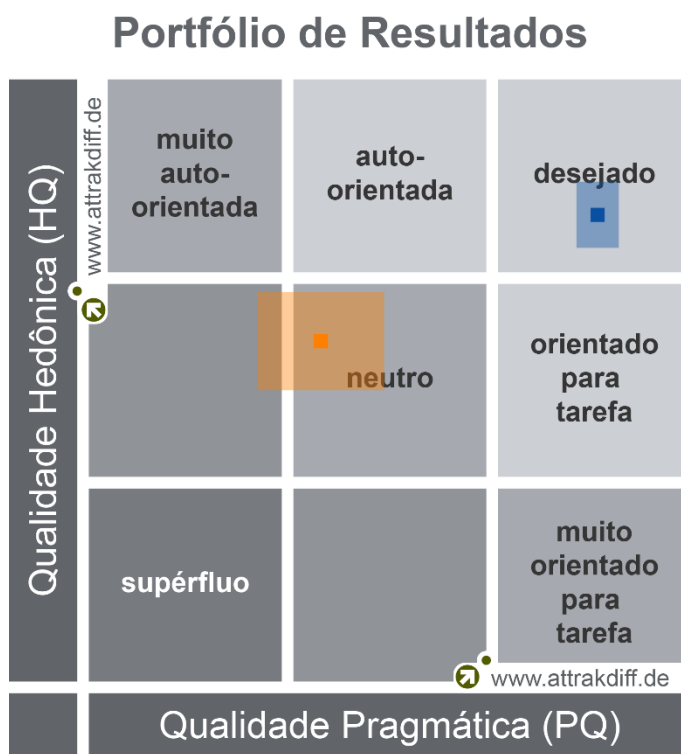 Portfólio de Resultados
Qualidade Hedônica (HQ)
www.attrakdiff.de
muito
auto-
orientada
auto-
orientada
desejado
neutro
orientado
para
tarefa
supérfluo
muito
orientado
para
tarefa
www.attrakdiff.de
Qualidade Pragmática (PQ)